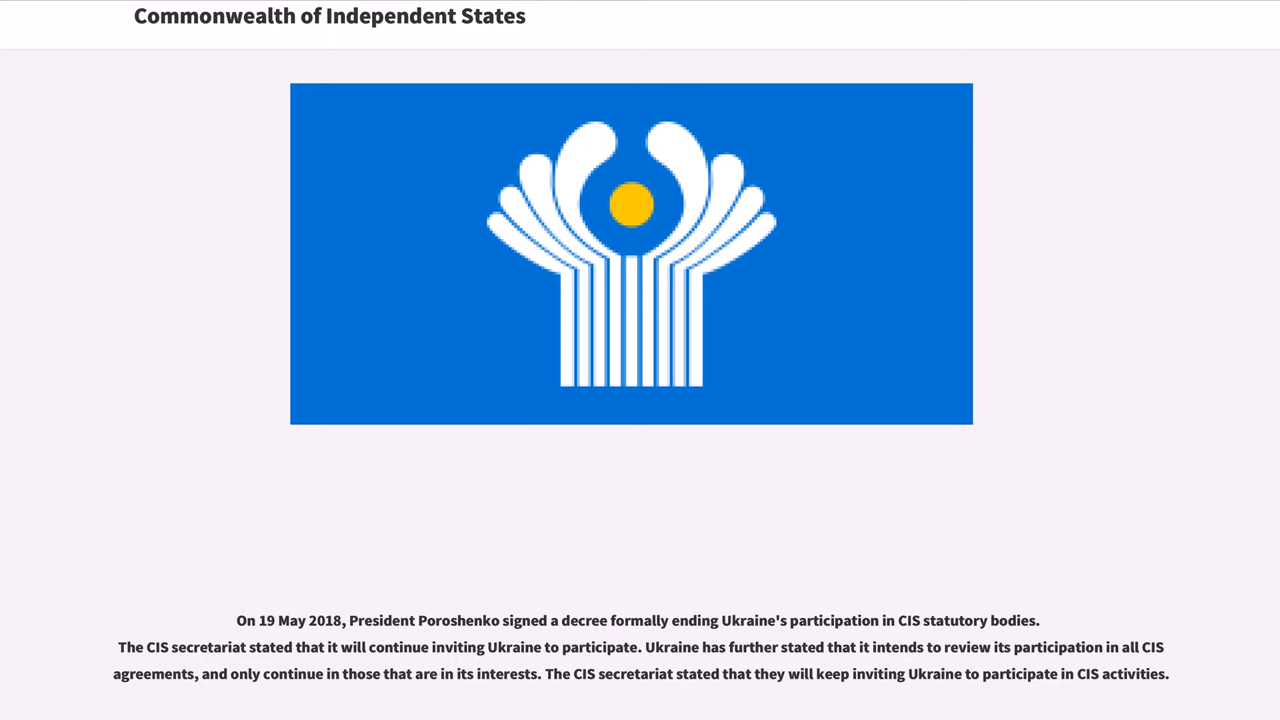 Commonwealth of Independent States
On 19 May 2018, President Poroshenko signed a decree formally ending Ukraine's participation in CIS statutory bodies.
The CIS secretariat stated that it will continue inviting Ukraine to participate. Ukraine has further stated that it intends to review its participation in all CIS
agreements, and only continue in those that are in its interests. The CIS secretariat stated that they will keep inviting Ukraine to participate in CIS activities.